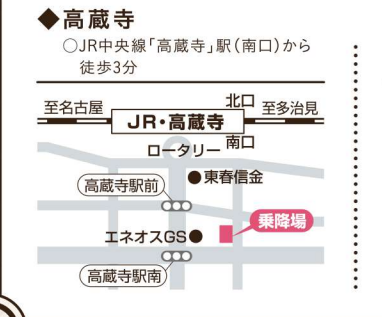 ◆高蔵寺
○JR中央線「高蔵寺」駅(南口)から
徒歩3分
至名古屋
北口
至多治見
JR・高蔵寺
ロータリー
南口
高蔵寺駅前
●東春信金
乗降場
エネオスGS●
高蔵寺駅南